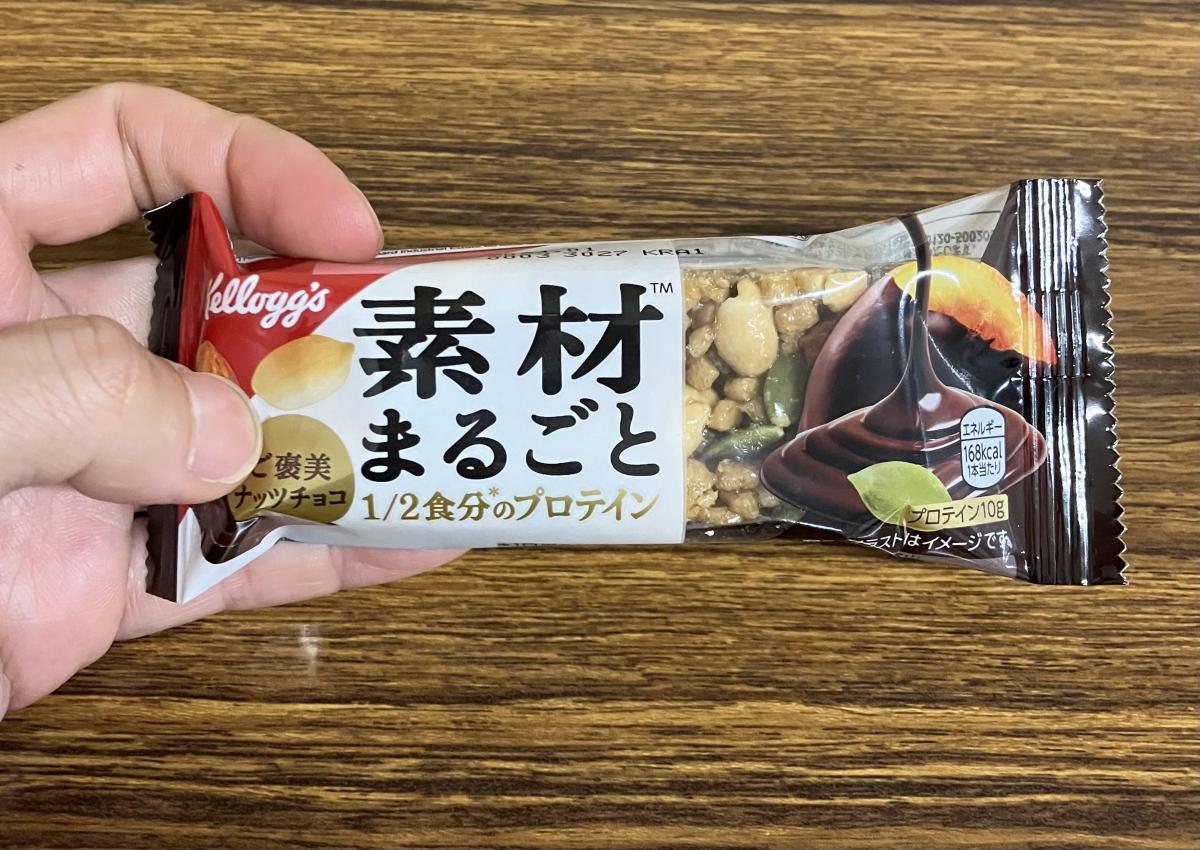 Kellogg's
素材™
まるごと
1/2食分*のプロテイン
ご褒美
ナッツチョコ
KRA1
エネルギー
168kcal
1本当たり
プロテイン10g
ラストはイメージです
0120-50020